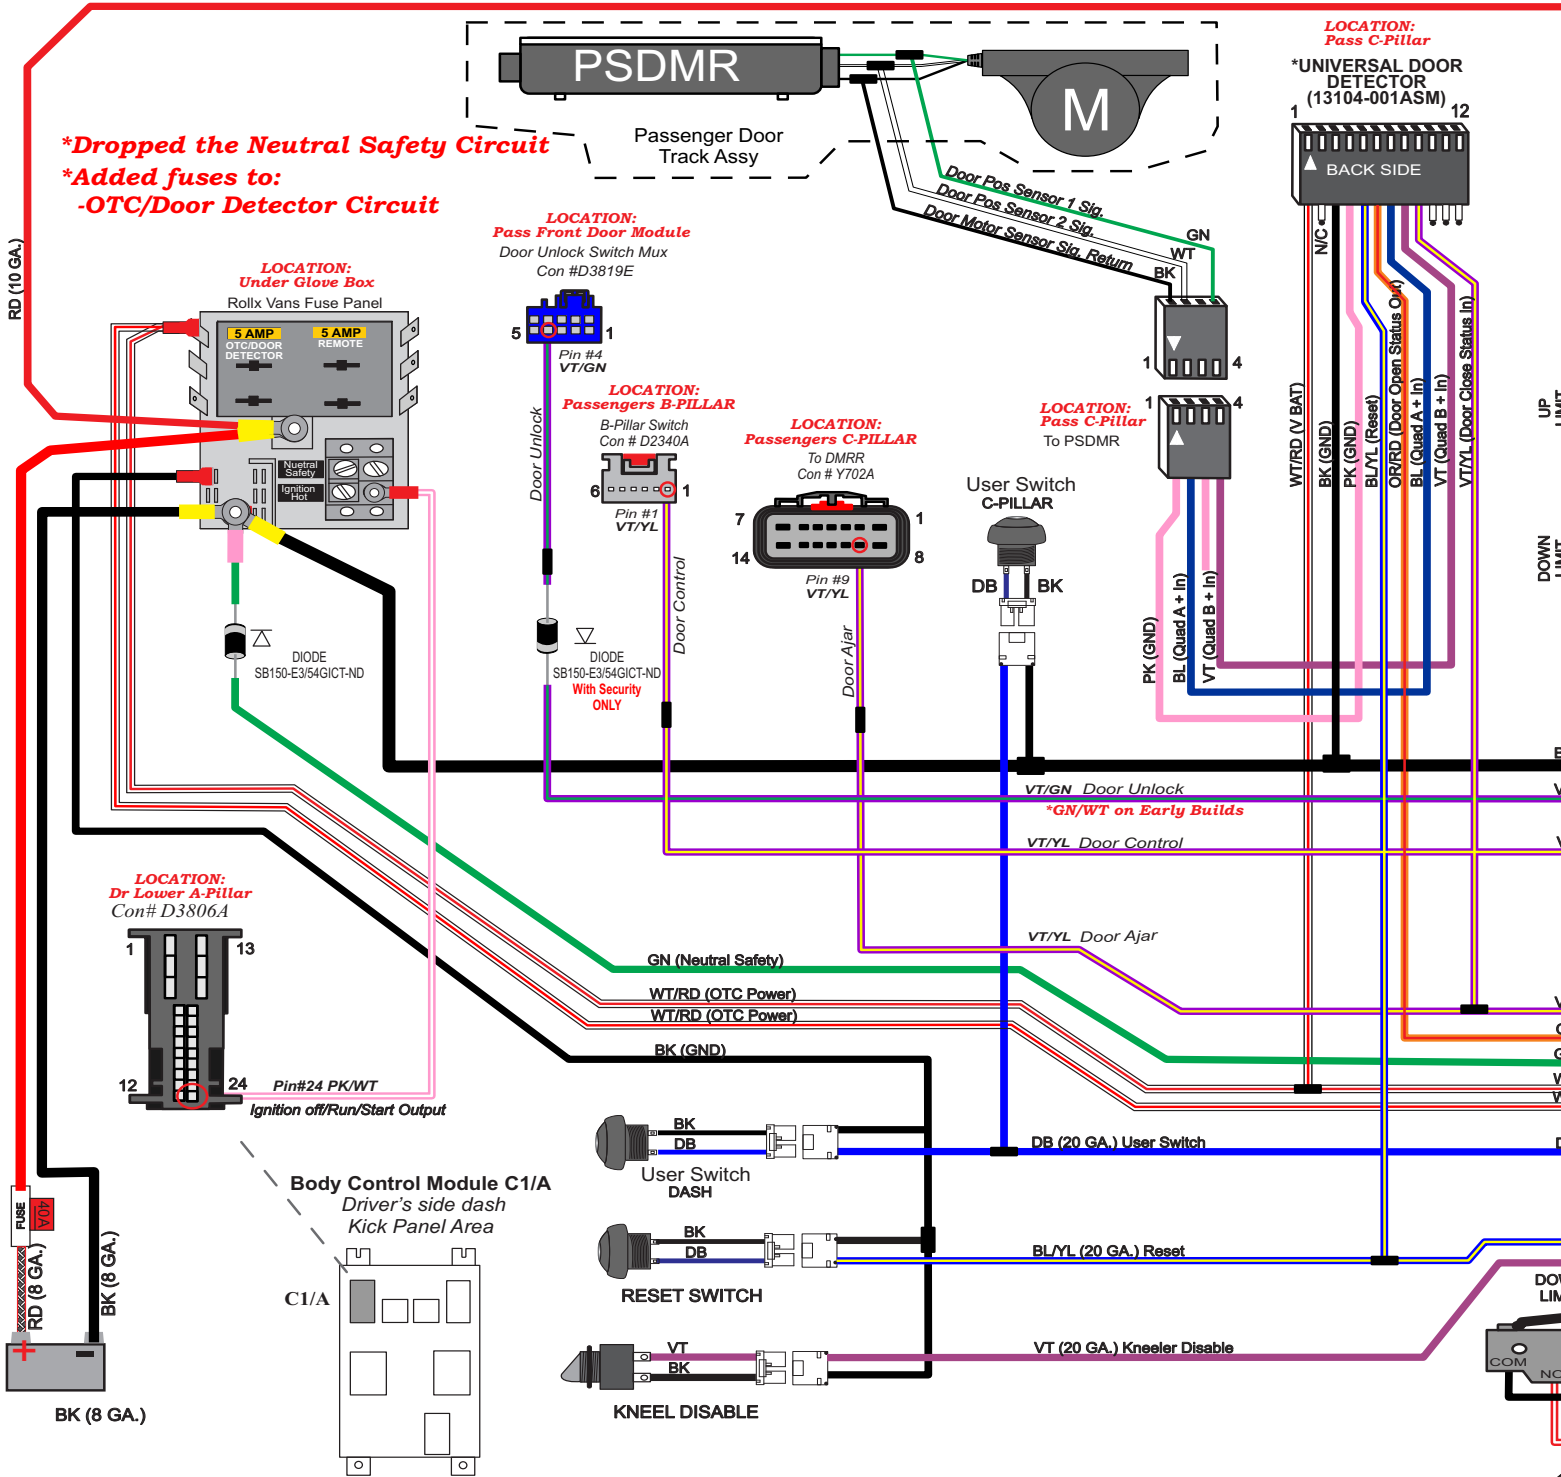 LOCATION:
Pass C-Pillar
*UNIVERSAL DOOR
DETECTOR
(13104-001ASM)
1
12
BACK SIDE
PSDMR
M
Passenger Door
Track Assy
*Dropped the Neutral Safety Circuit
*Added fuses to:
-OTC/Door Detector Circuit
RD (10 GA.)
LOCATION:
Under Glove Box
Rollx Vans Fuse Panel
5 AMP
OTC/DOOR
DETECTOR
5 AMP
REMOTE
Nuetral
Safety
Ignition
Hot
LOCATION:
Pass Front Door Module
Door Unlock Switch Mux
Con #D3819E
5
1
Pin #4
VT/GN
Door Unlock
LOCATION:
Passengers B-PILLAR
B-Pillar Switch
Con # D2340A
6
1
Pin #1
VT/YL
Door Control
LOCATION:
Passengers C-PILLAR
To DMRR
Con # Y702A
7
1
14
8
Pin #9
VT/YL
Door Ajar
Door Pos Sensor 1 Sig.
Door Pos Sensor 2 Sig.
Door Motor Sensor Sig. Return
GN
WT
BK
1
4
1
4
LOCATION:
Pass C-Pillar
To PSDMR
User Switch
C-PILLAR
DB
BK
PK (GND)
BL (Quad A + In)
VT (Quad B + In)
WT/RD (V BAT)
N/C
BK (GND)
PK (GND)
BL/YL (Reset)
OR/RD (Door Open Status Out)
BL (Quad A + In)
VT (Quad B + In)
VT/YL (Door Close Status In)
UP
LIMIT
DOWN
LIMIT
DIODE
SB150-E3/54GICT-ND
DIODE
SB150-E3/54GICT-ND
With Security
ONLY
VT/GN Door Unlock
*GN/WT on Early Builds
VT/YL Door Control
VT/YL Door Ajar
GN (Neutral Safety)
WT/RD (OTC Power)
WT/RD (OTC Power)
BK (GND)
LOCATION:
Dr Lower A-Pillar
Con# D3806A
1
13
12
24
Pin#24 PK/WT
Ignition off/Run/Start Output
BK
DB
User Switch
DASH
DB (20 GA.) User Switch
BK
DB
RESET SWITCH
BL/YL (20 GA.) Reset
VT
BK
KNEEL DISABLE
VT (20 GA.) Kneeler Disable
Body Control Module C1/A
Driver's side dash
Kick Panel Area
C1/A
FUSE
40A
RD (8 GA.)
BK (8 GA.)
+
-
BK (8 GA.)
COM